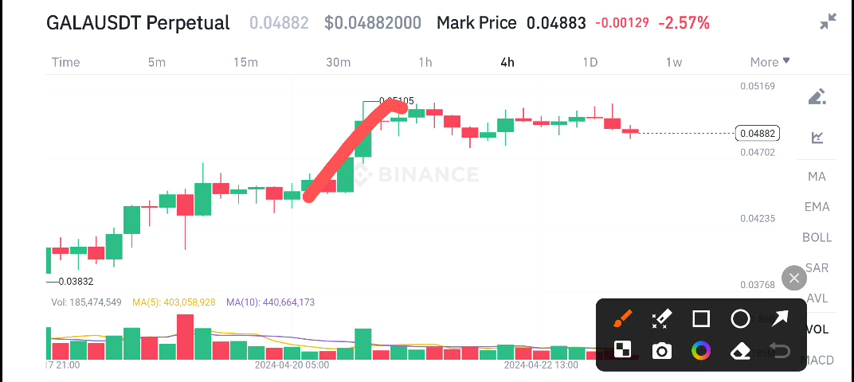 GALAUSDT Perpetual 0.04882 $0.04882000 Mark Price 0.04883 -0.00129 -2.57%
Time 5m 15m 30m 1h 4h 1D 1w More
0.05169
0.05105
0.04882
0.04702
BINANCE
MA
EMA
0.04235
BOLL
SAR
0.03832
0.03768
AVL
Vol: 185,474,549 MA(5): 403,058,928 MA(10): 440,664,173
VOL
MACD
2024-04-20 05:00 2024-04-22 13:00